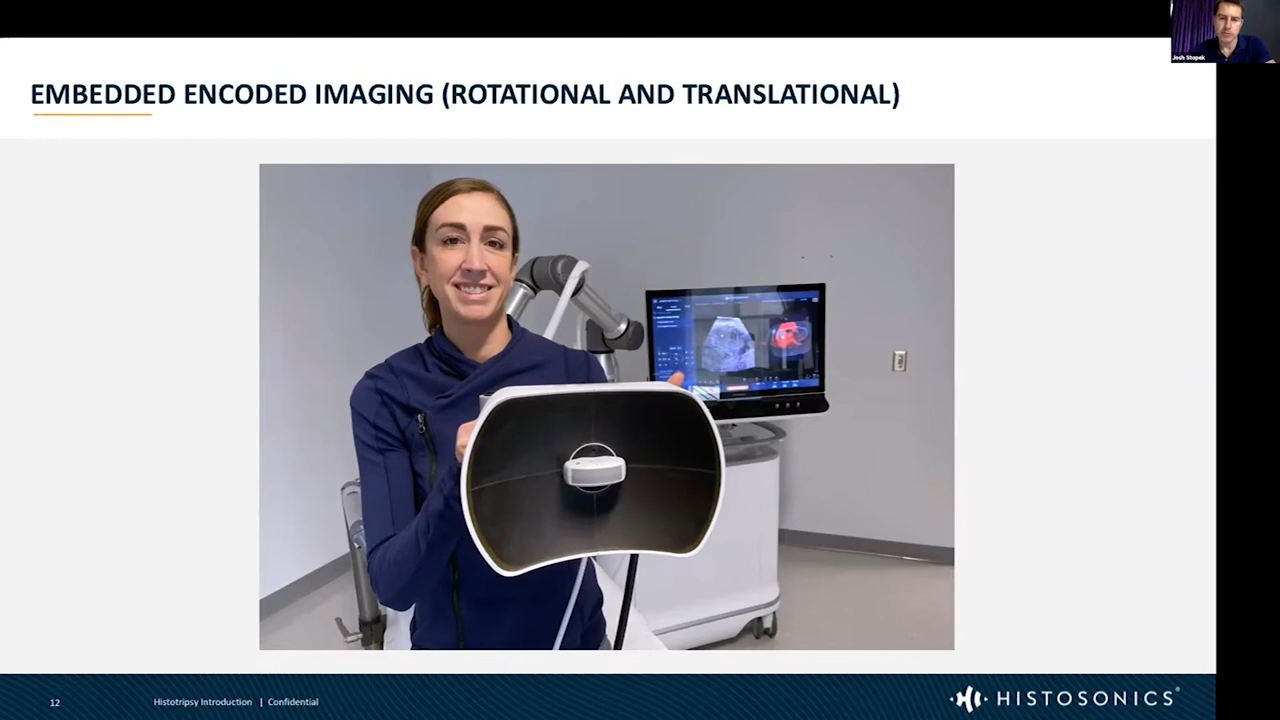 Josh Stopek
EMBEDDED ENCODED IMAGING (ROTATIONAL AND TRANSLATIONAL)
12
Histotripsy Introduction | Confidential
HISTOSONICS®